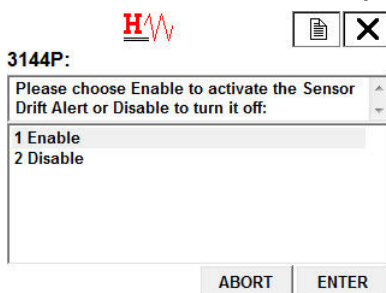 H
3144P:
Please choose Enable to activate the Sensor
Drift Alert or Disable to turn it off:
1 Enable
2 Disable
ABORT ENTER